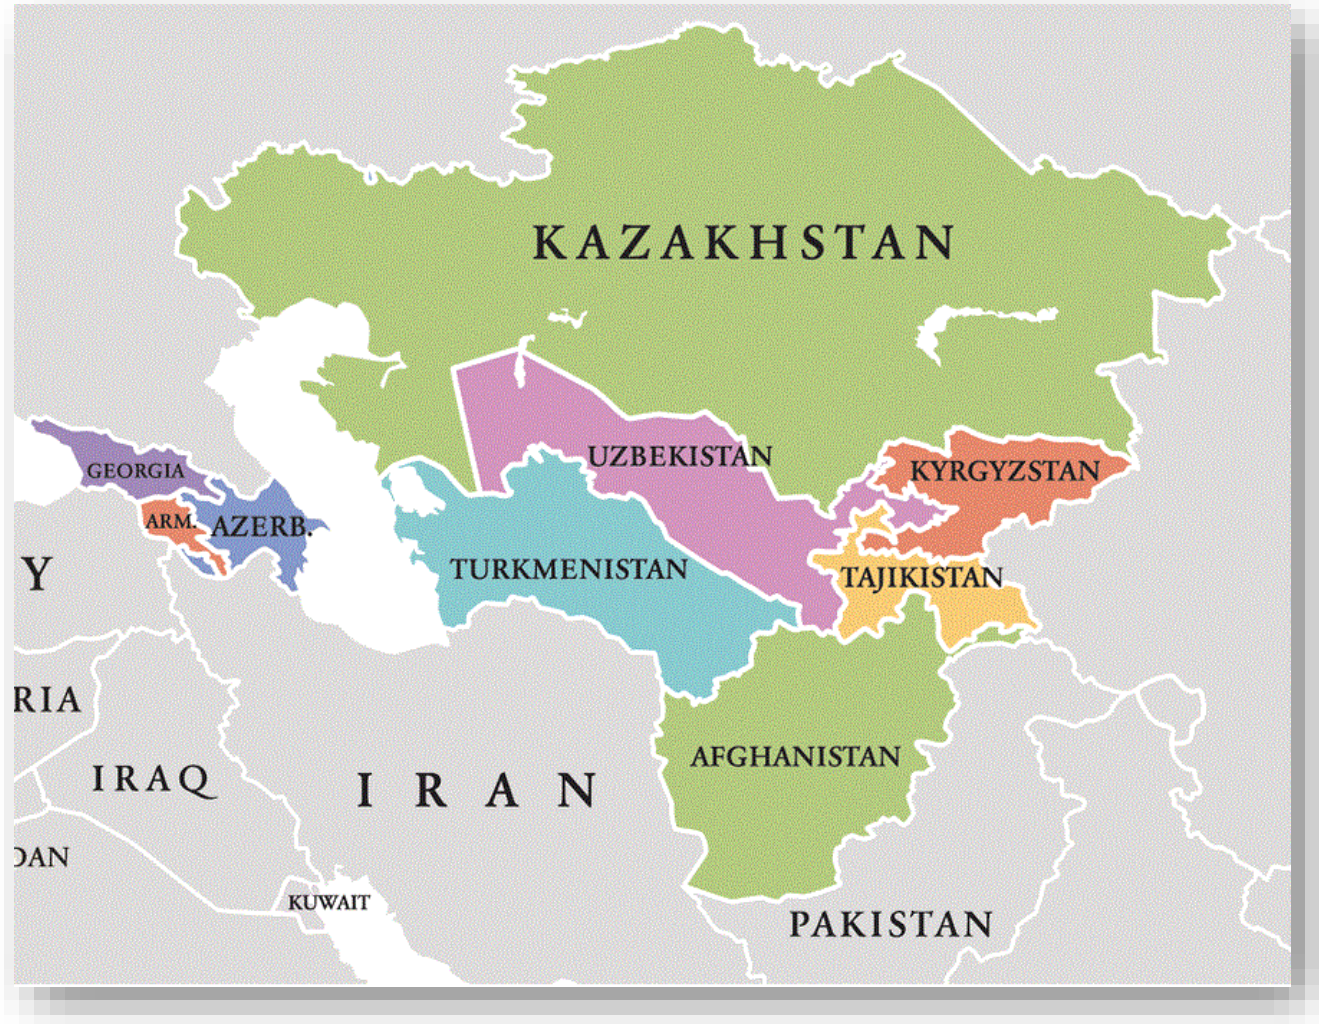 KAZAKHSTAN
UZBEKISTAN
GEORGIA
KYRGYZSTAN
ARM.
AZERB.
TURKMENISTAN
TAJIKISTAN
Y
RIA
AFGHANISTAN
IRAQ
IRAN
DAN
KUWAIT
PAKISTAN